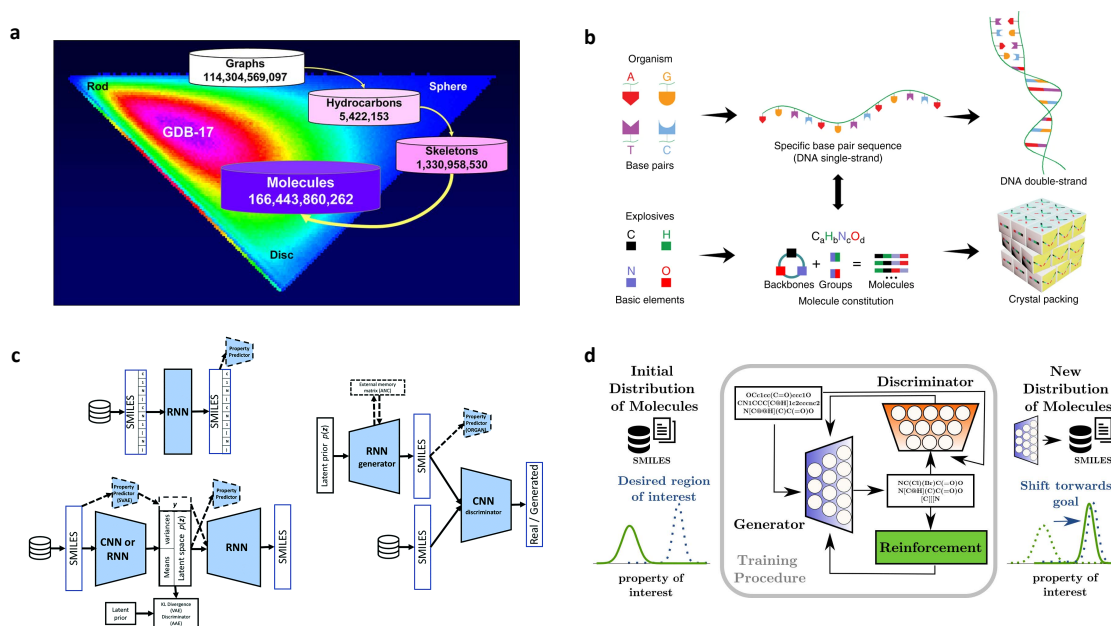 a
Graphs
114,304,569,097
Rod
Sphere
Hydrocarbons
5,422,153
GDB-17
Skeletons
1,330,958,530
Molecules
166,443,860,262
Disc
b
Organism
A G
T C
Base pairs
Specific base pair sequence
(DNA single-strand)
DNA double-strand
Explosives
C H
N O
Basic elements
CaHbNcOd
+ =
...
Backbones Groups Molecules
Molecule constitution
Crystal packing
c
Property
Predictor
SMILES
RNN
SMILES
Property
Predictor
(SVAE)
Property
Predictor
SMILES
CNN or
RNN
y
variances
Means
Latent space p(z)
RNN
SMILES
Latent
prior
KL Divergence
(VAE)
Discriminator
(AAE)
External memory
matrix (ANC)
Latent prior p(z)
RNN
generator
SMILES
Property
Predictor
(ORGAN)
CNN
discriminator
Real / Generated
SMILES
d
Initial
Distribution
of Molecules
SMILES
Desired region
of interest
property of
interest
OCc1cc(C=O)ccc1O
CN1CCC[C@H]1c2cccnc2
N[C@@H](C)C(=O)O
Discriminator
Generator
NC(Cl)(Br)C(=O)O
N[C@H](C)C(=O)O
Reinforcement
Training
Procedure
New
Distribution
of Molecules
SMILES
Shift towards
goal
property of
interest